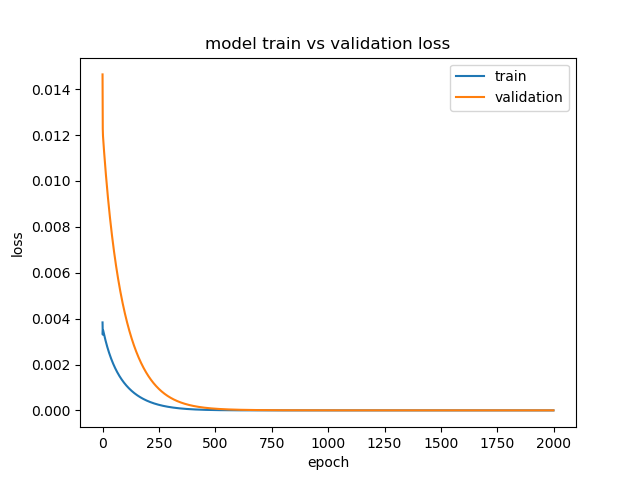 model train vs validation loss
train
validation
0.014
0.012
0.010
0.008
0.006
0.004
0.002
0.000
loss
0 250 500 750 1000 1250 1500 1750 2000
epoch